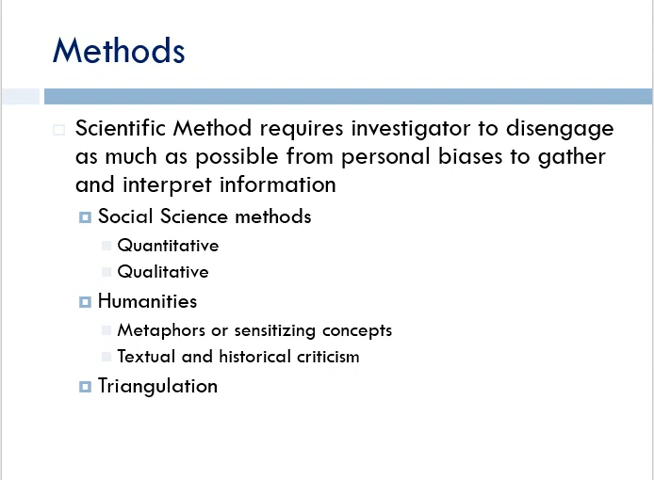 Methods
Scientific Method requires investigator to disengage
as much as possible from personal biases to gather
and interpret information
Social Science methods
Quantitative
Qualitative
Humanities
Metaphors or sensitizing concepts
Textual and historical criticism
Triangulation